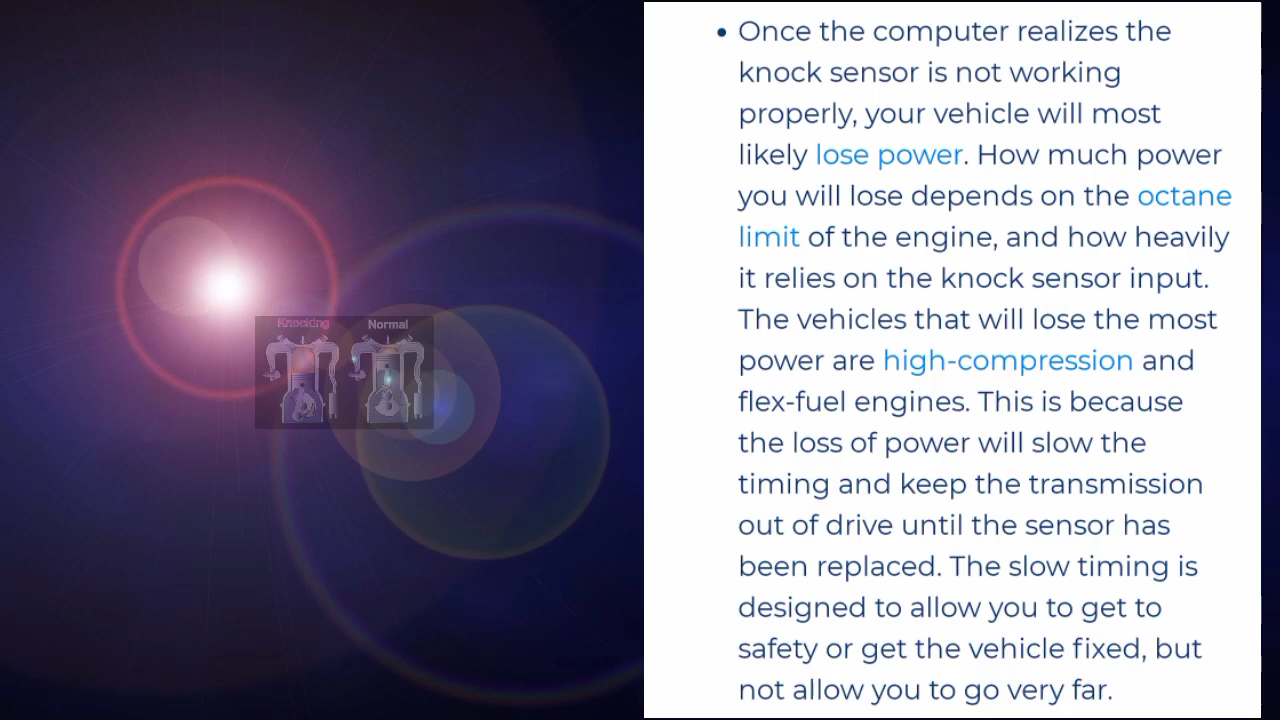 Knocking Normal
• Once the computer realizes the
knock sensor is not working
properly, your vehicle will most
likely lose power. How much power
you will lose depends on the octane
limit of the engine, and how heavily
it relies on the knock sensor input.
The vehicles that will lose the most
power are high-compression and
flex-fuel engines. This is because
the loss of power will slow the
timing and keep the transmission
out of drive until the sensor has
been replaced. The slow timing is
designed to allow you to get to
safety or get the vehicle fixed, but
not allow you to go very far.